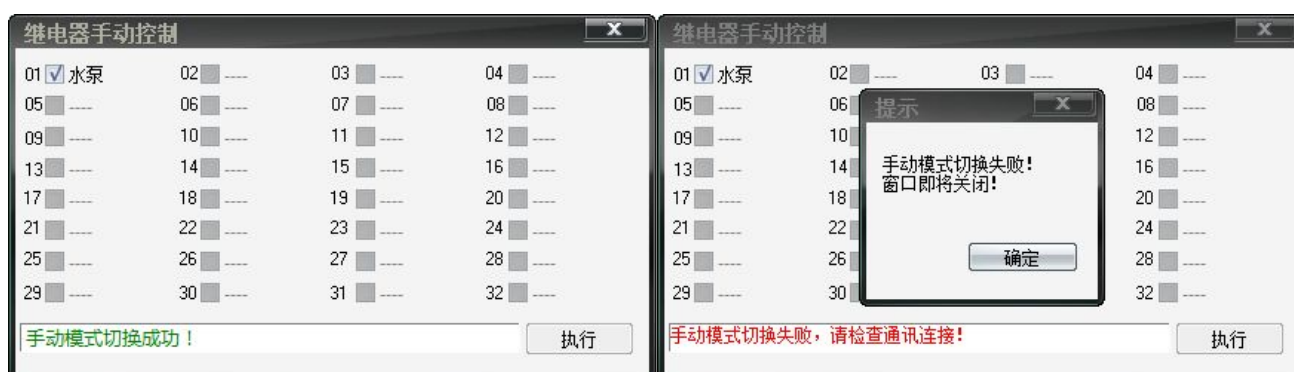 继电器手动控制
01 水泵 02 ---- 03 ---- 04 ----
05 ---- 06 ---- 07 ---- 08 ----
09 ---- 10 ---- 11 ---- 12 ----
13 ---- 14 ---- 15 ---- 16 ----
17 ---- 18 ---- 19 ---- 20 ----
21 ---- 22 ---- 23 ---- 24 ----
25 ---- 26 ---- 27 ---- 28 ----
29 ---- 30 ---- 31 ---- 32 ----
手动模式切换成功！ 执行
继电器手动控制
01 水泵 02 ---- 03 ---- 04 ----
05 ---- 06 08 ----
09 ---- 10 12 ----
13 ---- 14 16 ----
17 ---- 18 20 ----
21 ---- 22 24 ----
25 ---- 26 28 ----
29 ---- 30 32 ----
提示
手动模式切换失败!
窗口即将关闭!
确定
手动模式切换失败，请检查通讯连接! 执行